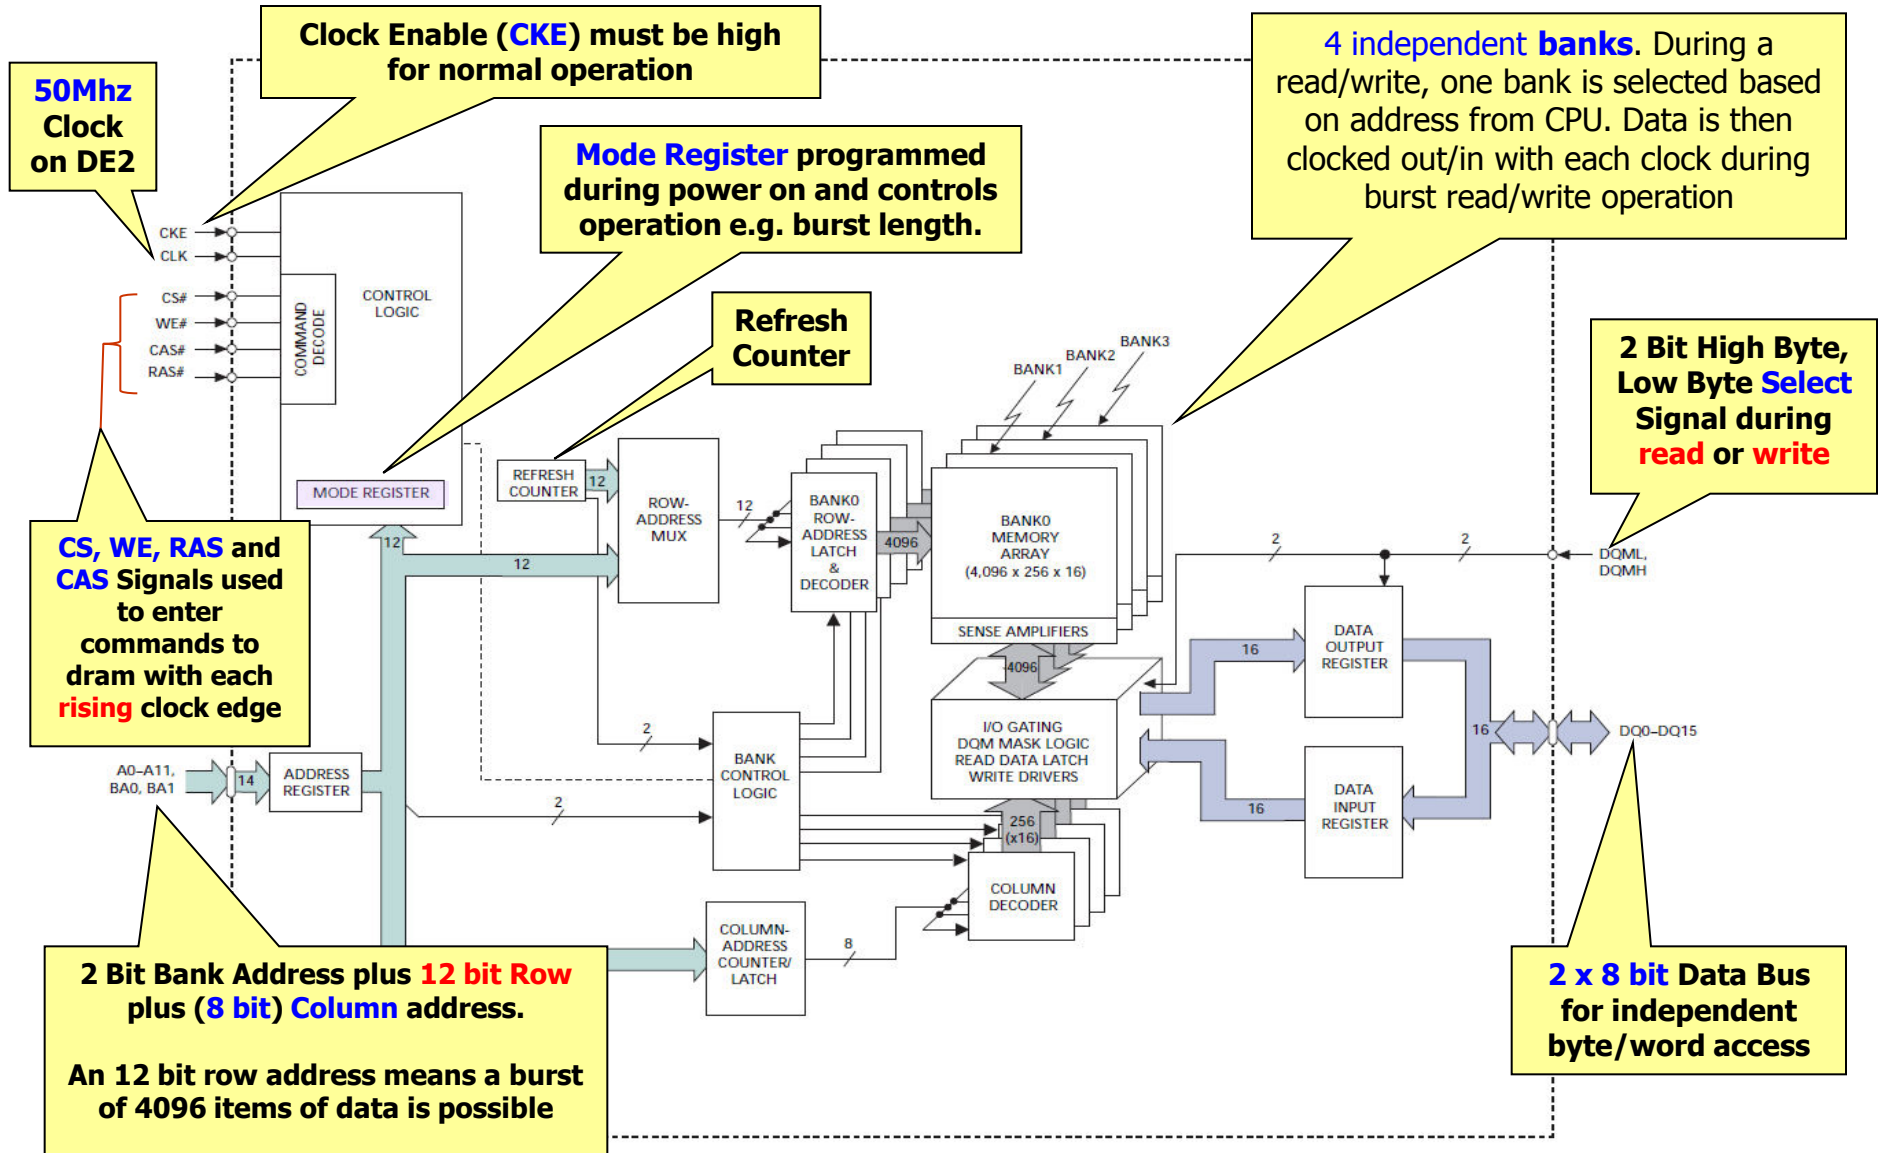 Clock Enable (CKE) must be high
for normal operation
4 independent banks. During a
read/write, one bank is selected based
on address from CPU. Data is then
clocked out/in with each clock during
burst read/write operation
50Mhz
Clock
on DE2
Mode Register programmed
during power on and controls
operation e.g. burst length.
Refresh
Counter
2 Bit High Byte,
Low Byte Select
Signal during
read or write
CKE
CLK
CS#
WE#
CAS#
RAS#
COMMAND
DECODE
CONTROL
LOGIC
MODE REGISTER
12
BANK1
BANK2
BANK3
REFRESH
COUNTER
12
12
ROW-
ADDRESS
MUX
12
BANK0
ROW-
ADDRESS
LATCH
&
DECODER
4096
BANK0
MEMORY
ARRAY
(4,096 x 256 x 16)
SENSE AMPLIFIERS
4096
2
2
DQML,
DQMH
CS, WE, RAS and
CAS Signals used
to enter
commands to
dram with each
rising clock edge
I/O GATING
DQM MASK LOGIC
READ DATA LATCH
WRITE DRIVERS
16
DATA
OUTPUT
REGISTER
16
DQ0–DQ15
16
DATA
INPUT
REGISTER
A0–A11,
BA0, BA1
14
ADDRESS
REGISTER
2
2
BANK
CONTROL
LOGIC
256
(x16)
COLUMN
DECODER
COLUMN-
ADDRESS
COUNTER/
LATCH
8
2 Bit Bank Address plus 12 bit Row
plus (8 bit) Column address.
An 12 bit row address means a burst
of 4096 items of data is possible
2 x 8 bit Data Bus
for independent
byte/word access